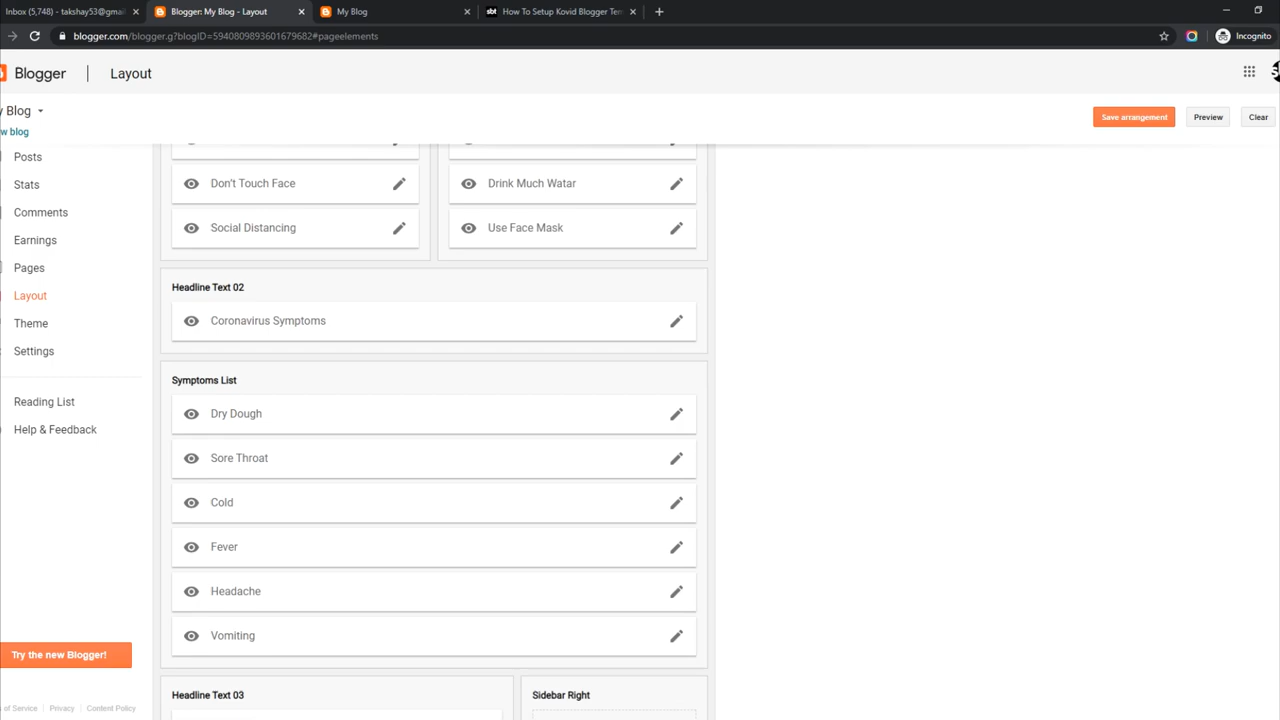 Inbox (5,748) - takshay53@gmai
Blogger: My Blog - Layout
My Blog
How To Setup Kovid Blogger Ten
blogger.com/blogger.g?blogID=5940809893601679682#pageelements
Incognito
Blogger
Layout
y Blog
w blog
Save arrangement
Preview
Clear
Posts
Stats
Comments
Earnings
Pages
Layout
Theme
Settings
Reading List
Help & Feedback
Try the new Blogger!
of Service
Privacy
Content Policy
Don't Touch Face
Drink Much Watar
Social Distancing
Use Face Mask
Headline Text 02
Coronavirus Symptoms
Symptoms List
Dry Dough
Sore Throat
Cold
Fever
Headache
Vomiting
Headline Text 03
Sidebar Right